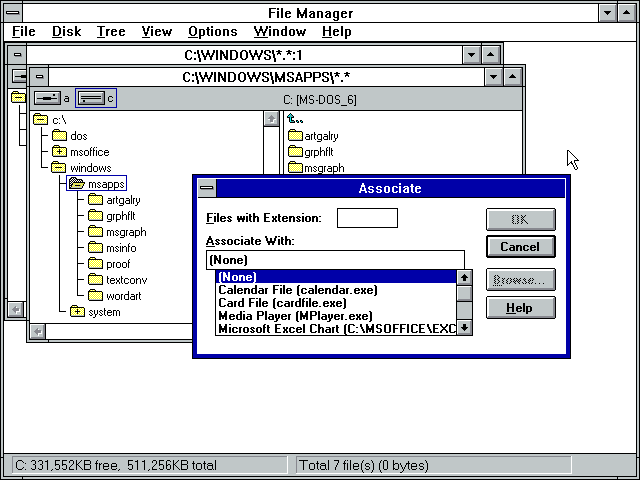 File Manager
File Disk Tree View Options Window Help
C:\WINDOWS\*.*:1
C:\WINDOWS\MSAPPS\*.*
a c C: [MS-DOS_6]
c:\
dos
msoffice
windows
msapps
artgalry
grphflt
msgraph
msinfo
proof
textconv
wordart
system
..
artgalry
grphflt
msgraph
Associate
Files with Extension:
OK
Associate With:
Cancel
(None)
(None)
Calendar File (calendar.exe)
Card File (cardfile.exe)
Media Player (MPlayer.exe)
Microsoft Excel Chart (C:\MSOFFICE\EXC
Browse...
Help
C: 331,552KB free, 511,256KB total
Total 7 file(s) (0 bytes)